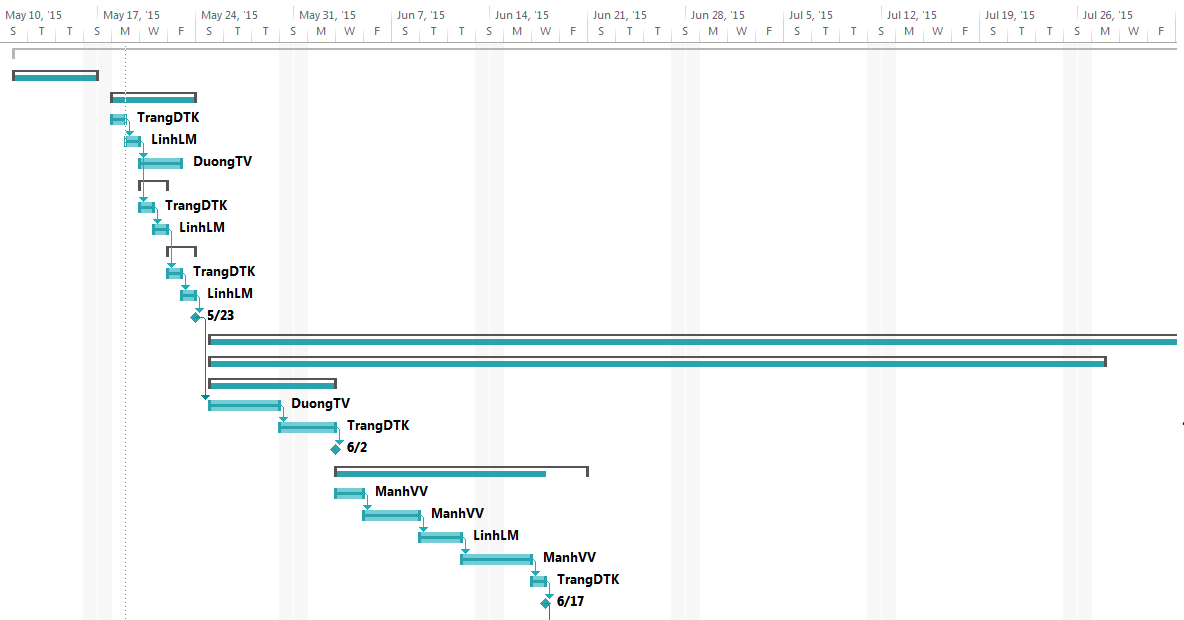 May 10, '15 May 17, '15 May 24, '15 May 31, '15 Jun 7, '15 Jun 14, '15 Jun 21, '15 Jun 28, '15 Jul 5, '15 Jul 12, '15 Jul 19, '15 Jul 26, '15
S T T S M W F S T T S M W F S T T S M W F S T T S M W F S T T S M W F S T T S M W F
TrangDTK
LinhLM
DuongTV
TrangDTK
LinhLM
TrangDTK
LinhLM
5/23
DuongTV
TrangDTK
6/2
ManhVV
ManhVV
LinhLM
ManhVV
TrangDTK
6/17